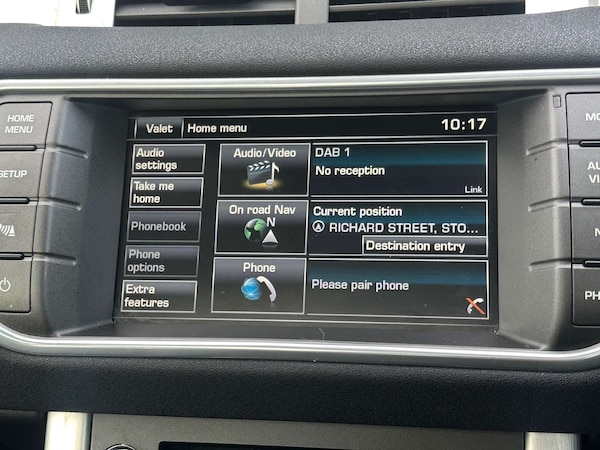 HOME
MENU
SETUP
Valet
Home menu
10:17
Audio
settings
Take me
home
Phonebook
Phone
options
Extra
features
Audio/Video
On road Nav
N
Phone
DAB 1
No reception
Link
Current position
RICHARD STREET, STO...
Destination entry
Please pair phone